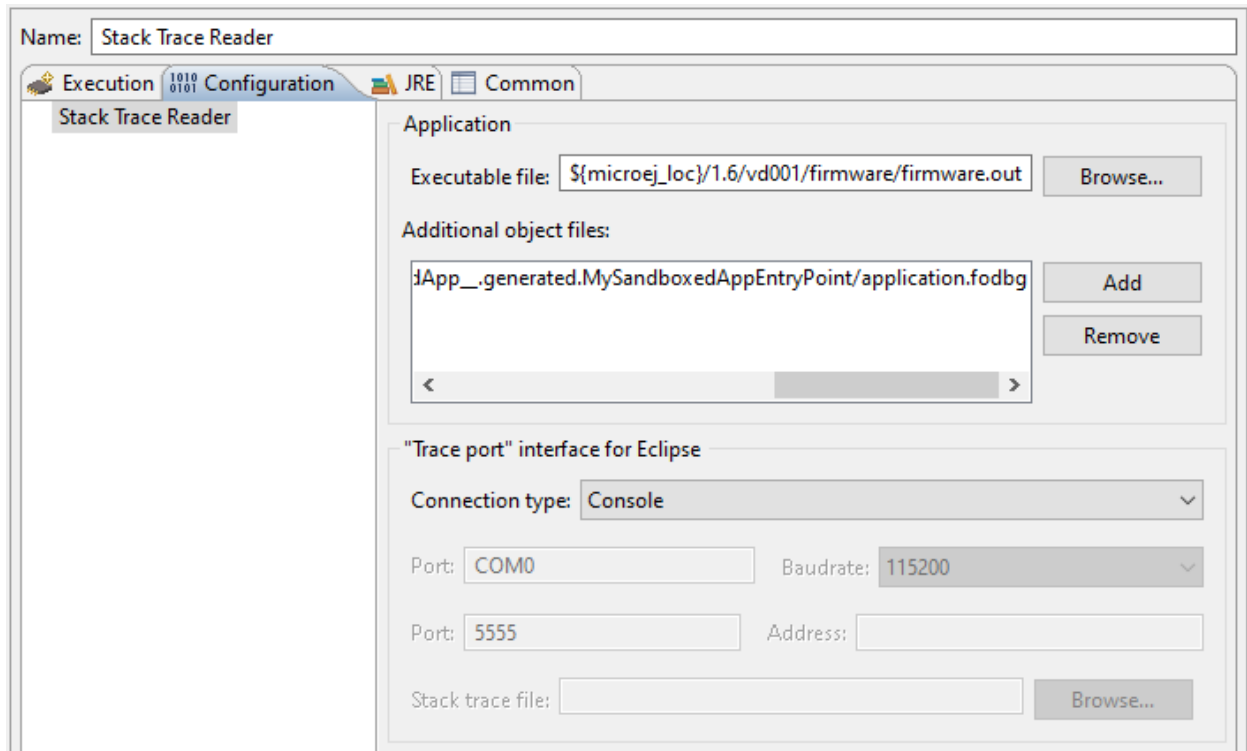 Name: Stack Trace Reader
Execution 1010 0101 Configuration JRE Common
Stack Trace Reader
Application
Executable file: ${microej_loc}/1.6/vd001/firmware/firmware.out Browse...
Additional object files:
dApp__.generated.MySandboxedAppEntryPoint/application.fodbg Add
Remove
"Trace port" interface for Eclipse
Connection type: Console
Port: COM0 Baudrate: 115200
Port: 5555 Address:
Stack trace file: Browse...